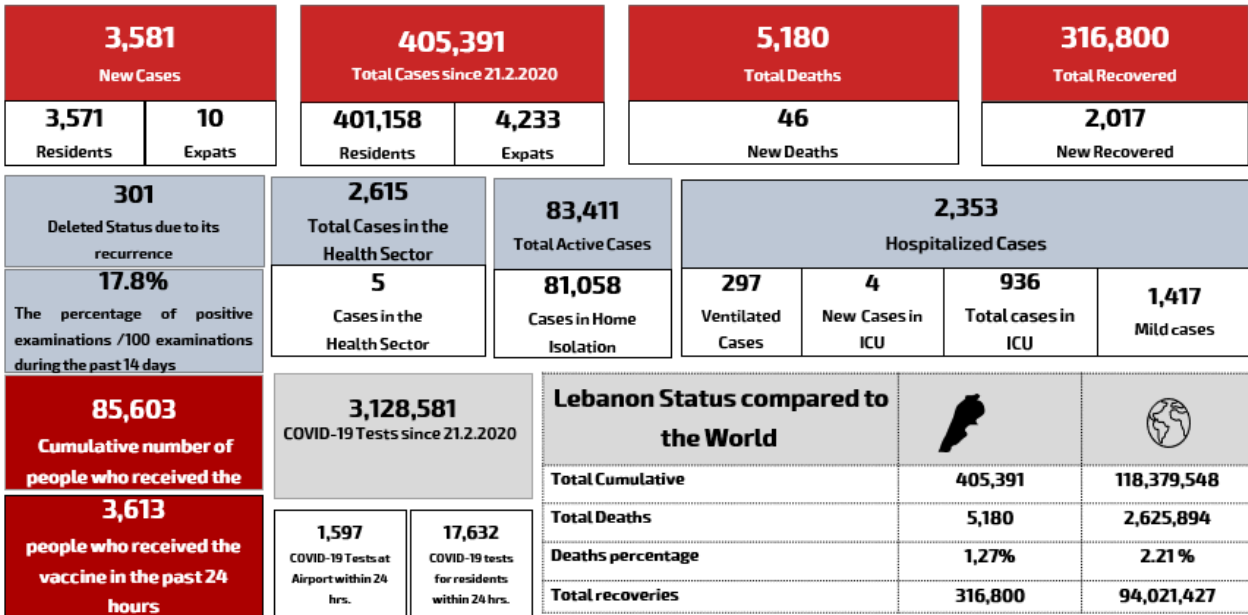 3,581
New Cases
3,571
Residents
10
Expats
405,391
Total Cases since 21.2.2020
401,158
Residents
4,233
Expats
5,180
Total Deaths
46
New Deaths
316,800
Total Recovered
2,017
New Recovered
301
Deleted Status due to its
recurrence
17.8%
The percentage of positive
examinations /100 examinations
during the past 14 days
2,615
Total Cases in the
Health Sector
5
Cases in the
Health Sector
83,411
Total Active Cases
81,058
Cases in Home
Isolation
2,353
Hospitalized Cases
297
Ventilated
Cases
4
New Cases in
ICU
936
Total cases in
ICU
1,417
Mild cases
85,603
Cumulative number of
people who received the
3,613
people who received the
vaccine in the past 24
hours
3,128,581
COVID-19 Tests since 21.2.2020
1,597
COVID-19 Tests at
Airport within 24
hrs.
17,632
COVID-19 tests
for residents
within 24 hrs.
Lebanon Status compared to
the World
Total Cumulative 405,391 118,379,548
Total Deaths 5,180 2,625,894
Deaths percentage 1,27% 2.21 %
Total recoveries 316,800 94,021,427